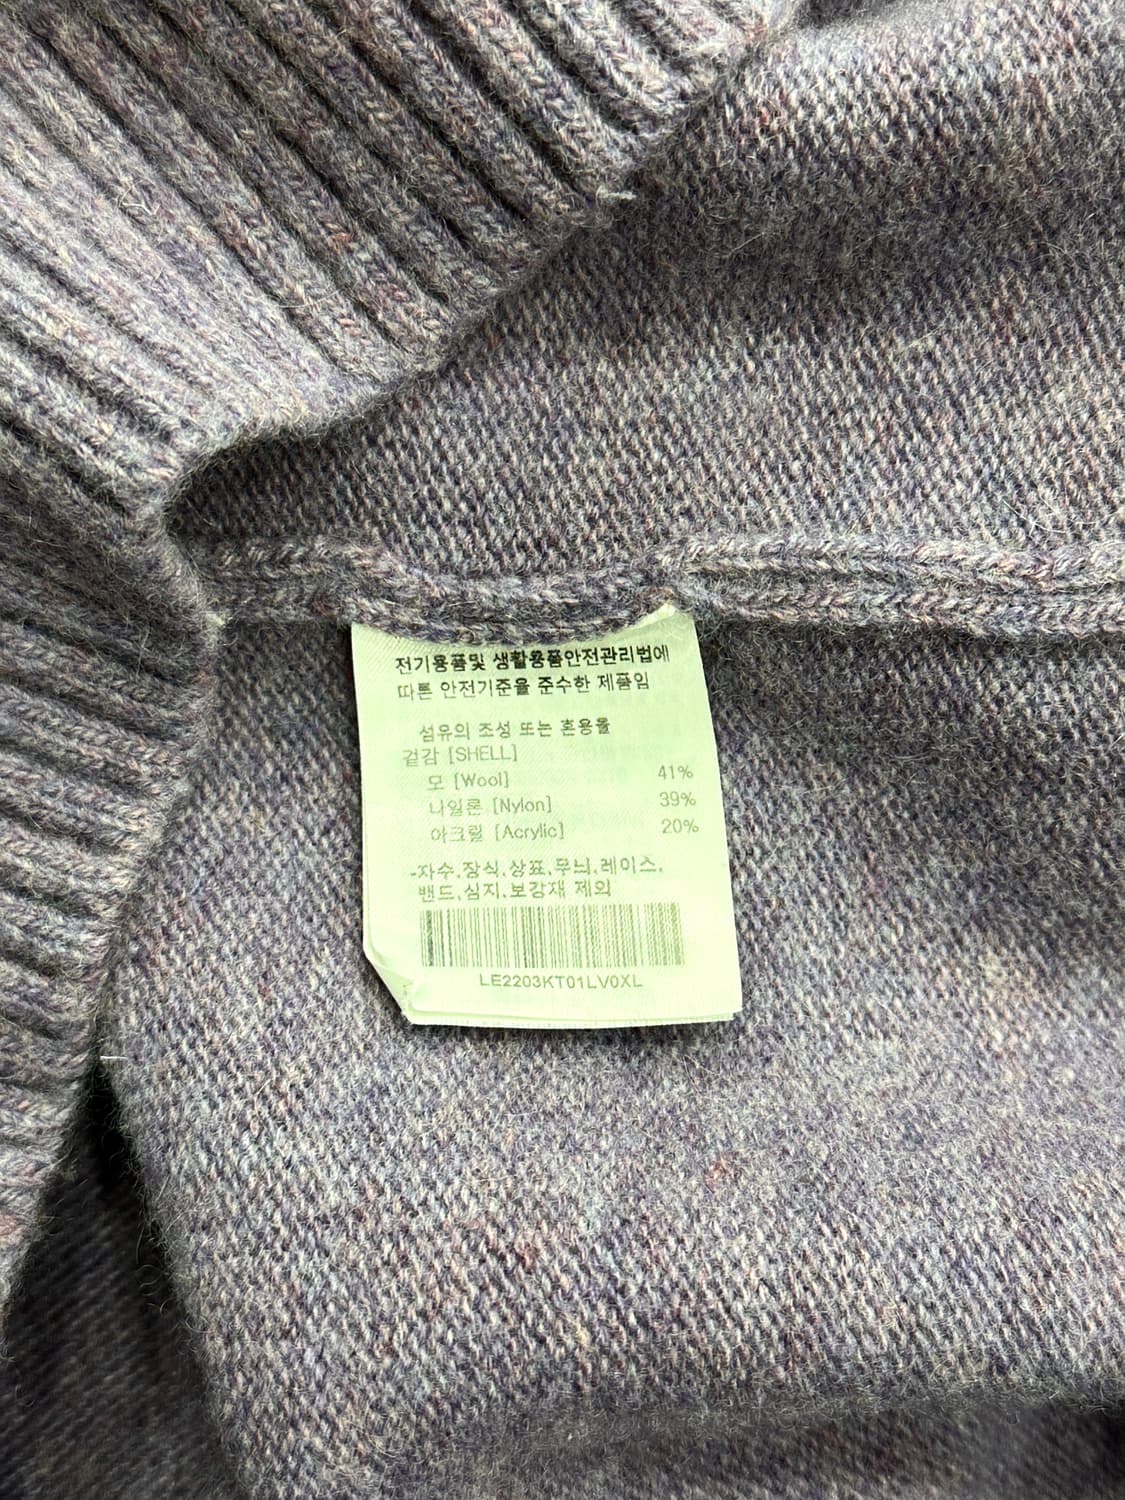 전기용품및 생활용품안전관리법에
따른 안전기준을 준수한 제품임
섬유의 조성 또는 혼용율
겉감 [SHELL]
모 [Wool] 41%
나일론 [Nylon] 39%
아크릴 [Acrylic] 20%
-자수,장식,상표,무늬,레이스,
밴드,심지,보강재 제외
LE2203KT01LV0XL